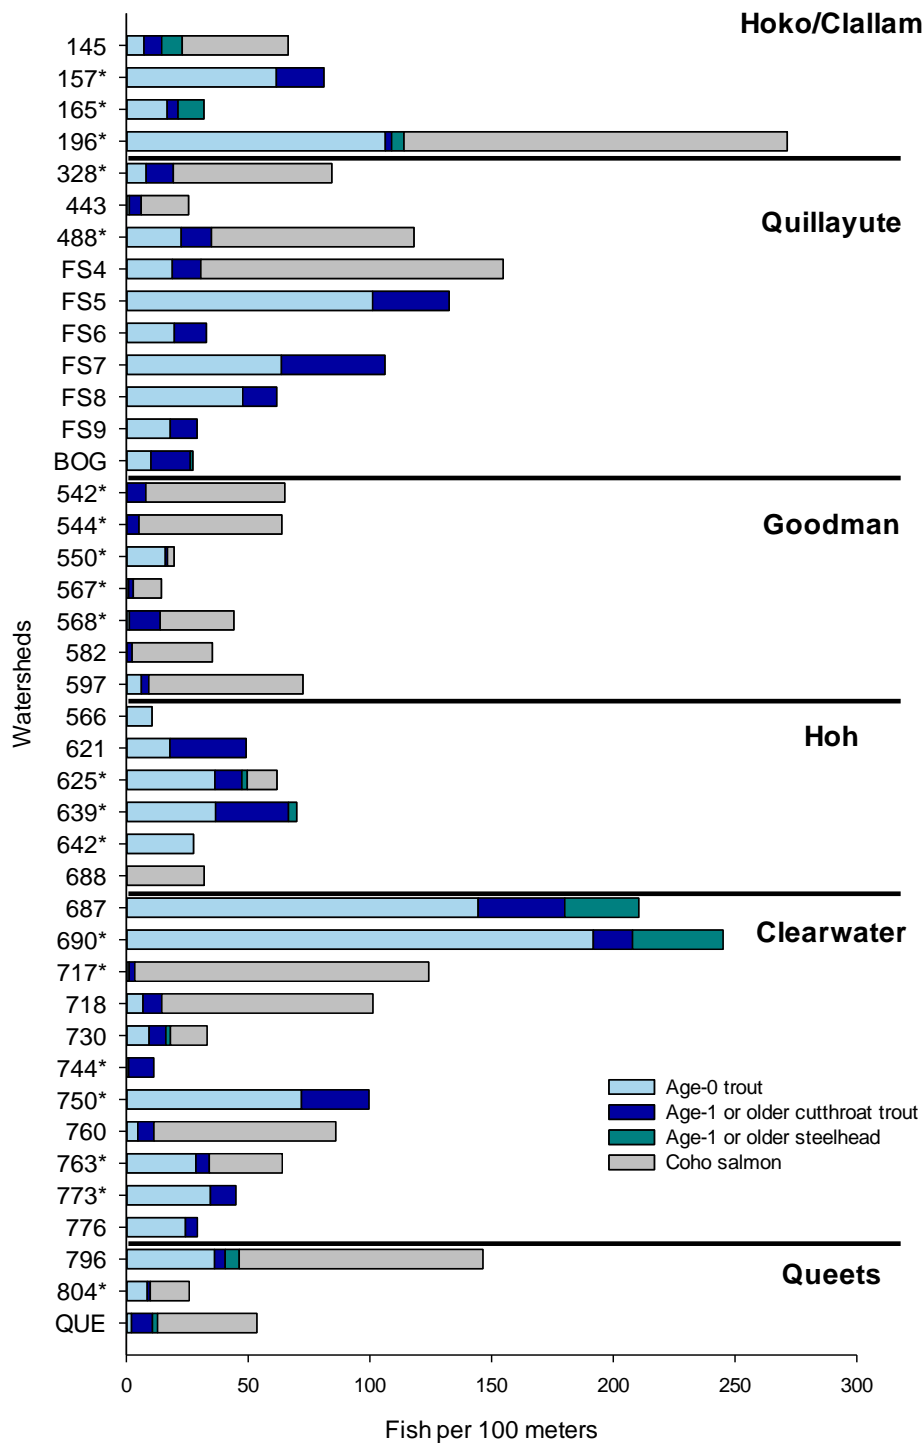 Hoko/Clallam
145
157*
165*
196*
328*
443
Quillayute
488*
FS4
FS5
FS6
FS7
FS8
FS9
BOG
542*
544*
Goodman
550*
567*
568*
582
597
Watersheds
566
Hoh
621
625*
639*
642*
688
687
690*
Clearwater
717*
718
730
744*
Age-0 trout
750*
Age-1 or older cutthroat trout
760
Age-1 or older steelhead
763*
Coho salmon
773*
776
796
Queets
804*
QUE
0 50 100 150 200 250 300
Fish per 100 meters